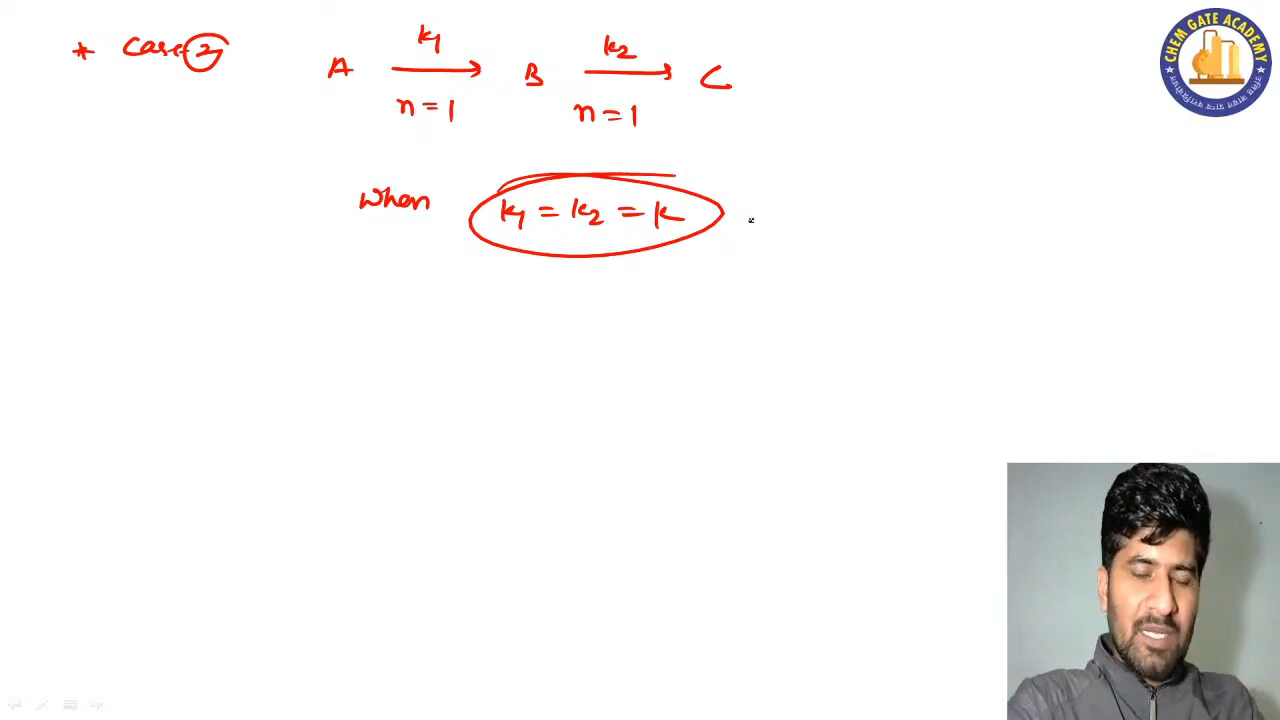 * Case-2
k1 k2
A → B → C
n=1 n=1
When k1 = k2 = k
CHEM GATE ACADEMY